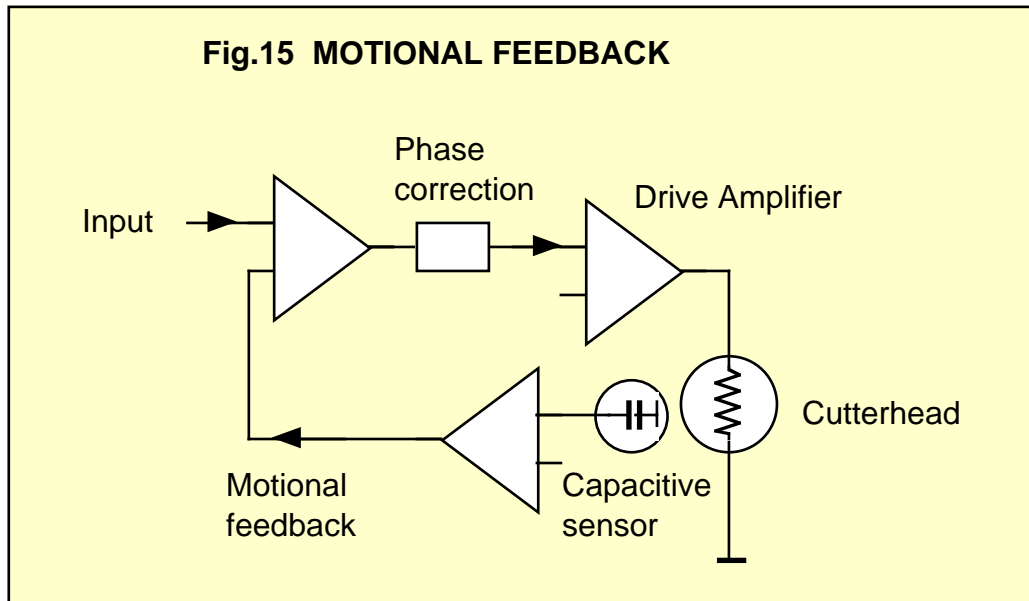 Fig.15 MOTIONAL FEEDBACK
Phase
correction
Drive Amplifier
Input
Cutterhead
Motional
feedback
Capacitive
sensor